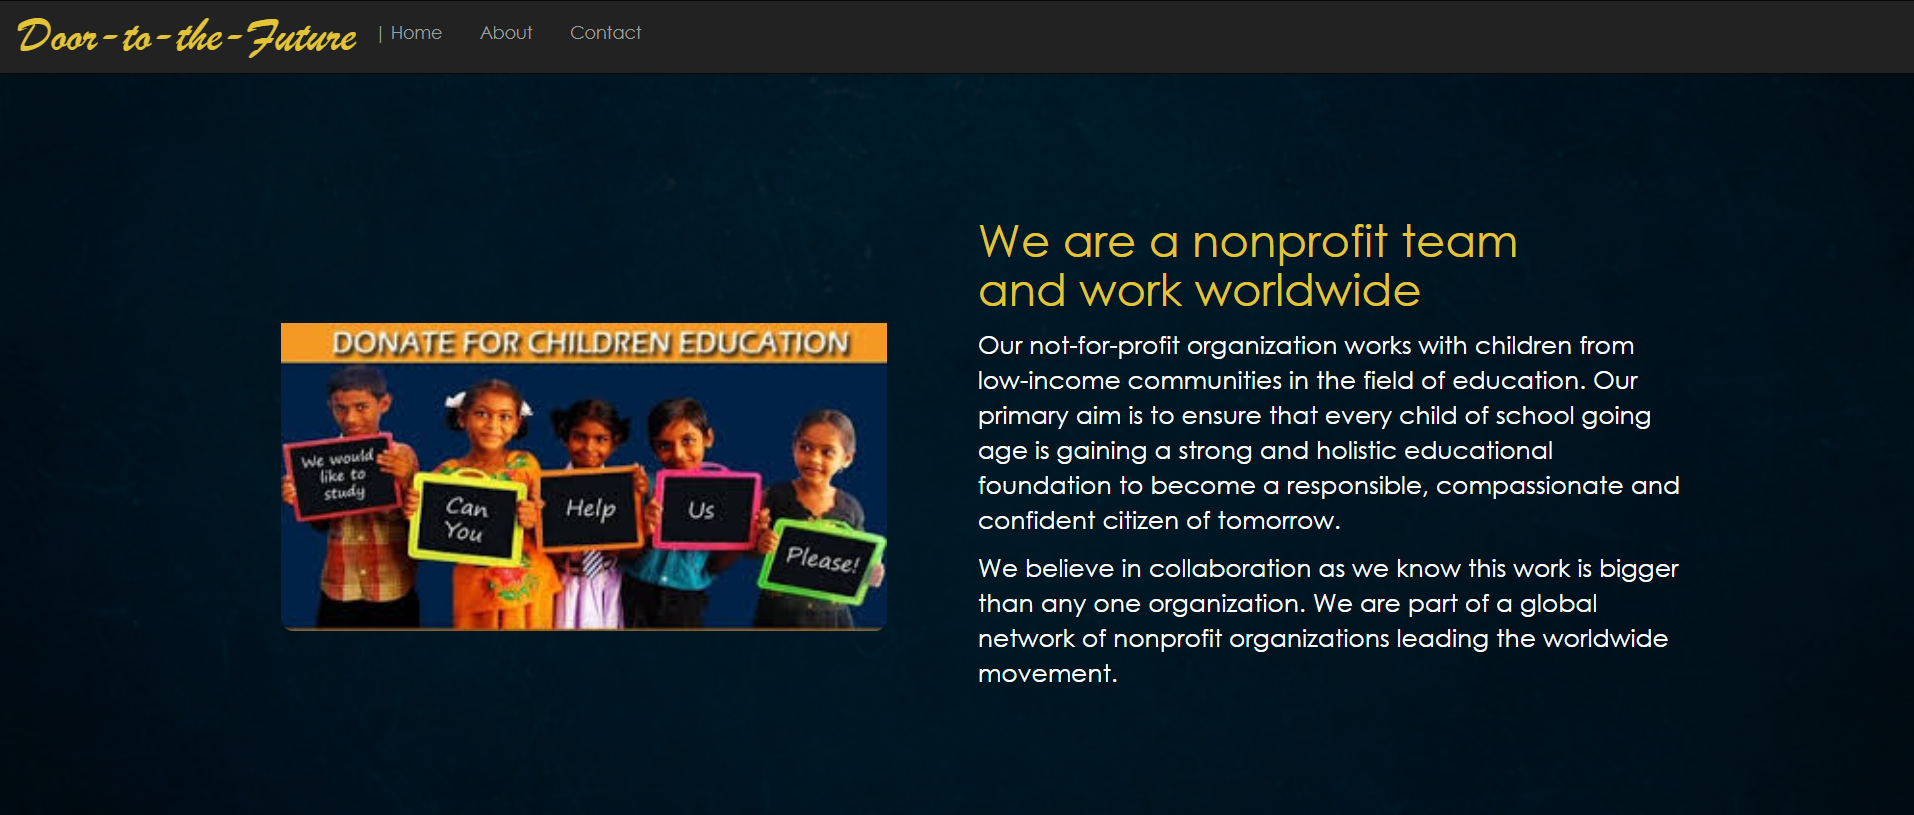 Door-to-the-Future | Home About Contact
We are a nonprofit team
and work worldwide
DONATE FOR CHILDREN EDUCATION
We would
like to
study
Can
You
Help
Us
Please!
Our not-for-profit organization works with children from
low-income communities in the field of education. Our
primary aim is to ensure that every child of school going
age is gaining a strong and holistic educational
foundation to become a responsible, compassionate and
confident citizen of tomorrow.
We believe in collaboration as we know this work is bigger
than any one organization. We are part of a global
network of nonprofit organizations leading the worldwide
movement.